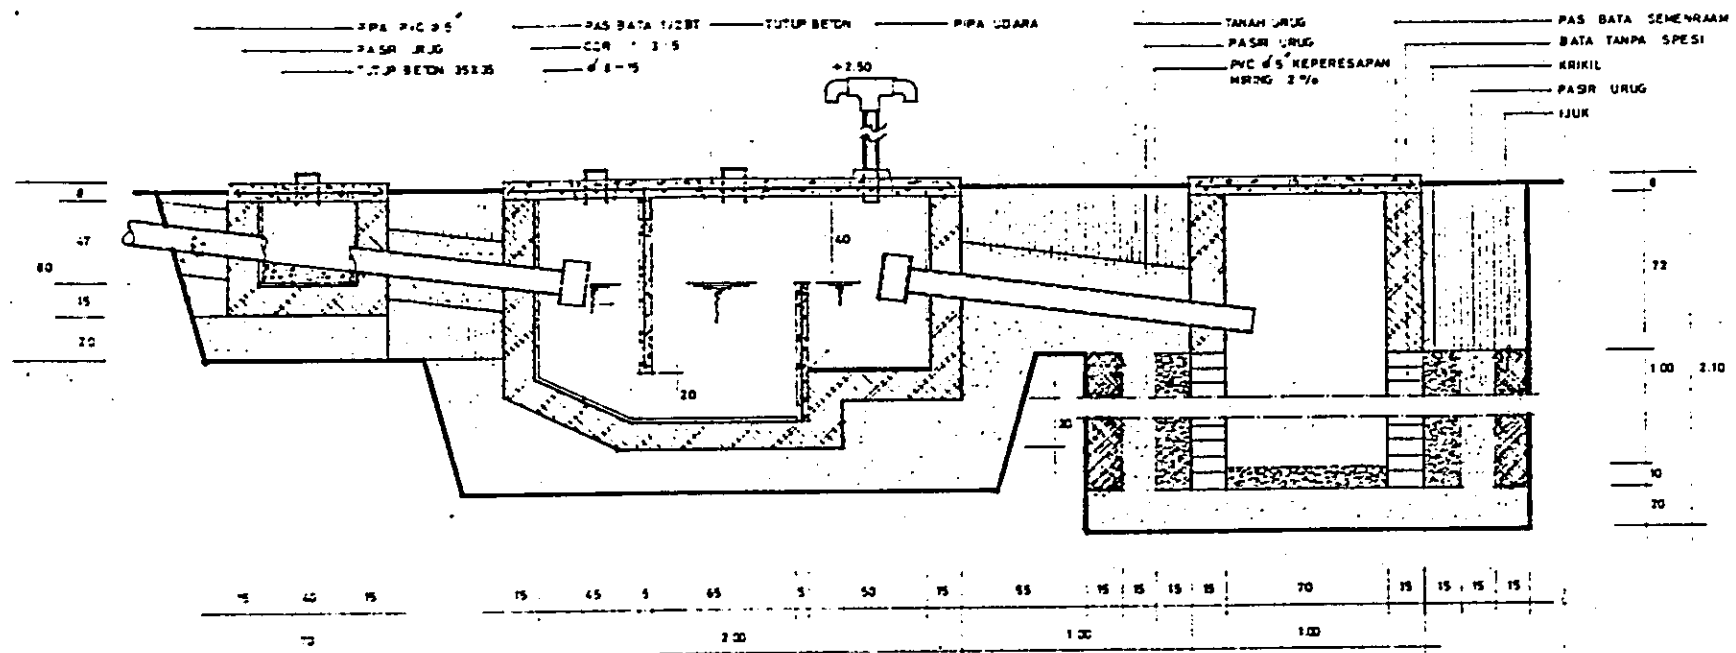 PIPA PVC Ø 5"
PASIR URUG
TUTUP BETON 35X35
PAS BATA 1/2BT
COR 1 3 5
Ø 8-15
TUTUP BETON
PIPA UDARA
+2.50
TANAH URUG
PASIR URUG
PVC Ø 5" KEPERESAPAN
MIRING 2%
PAS BATA SEMENRAAM
BATA TANPA SPESI
KRIKIL
PASIR URUG
IJUK
8
47
80
15
20
40
20
30
8
72
1.00
2.10
10
20
15
15 45 5 65 5 50 15 55 15 15 15 15 70 15 15 15 15
2.00
1.00
1.00